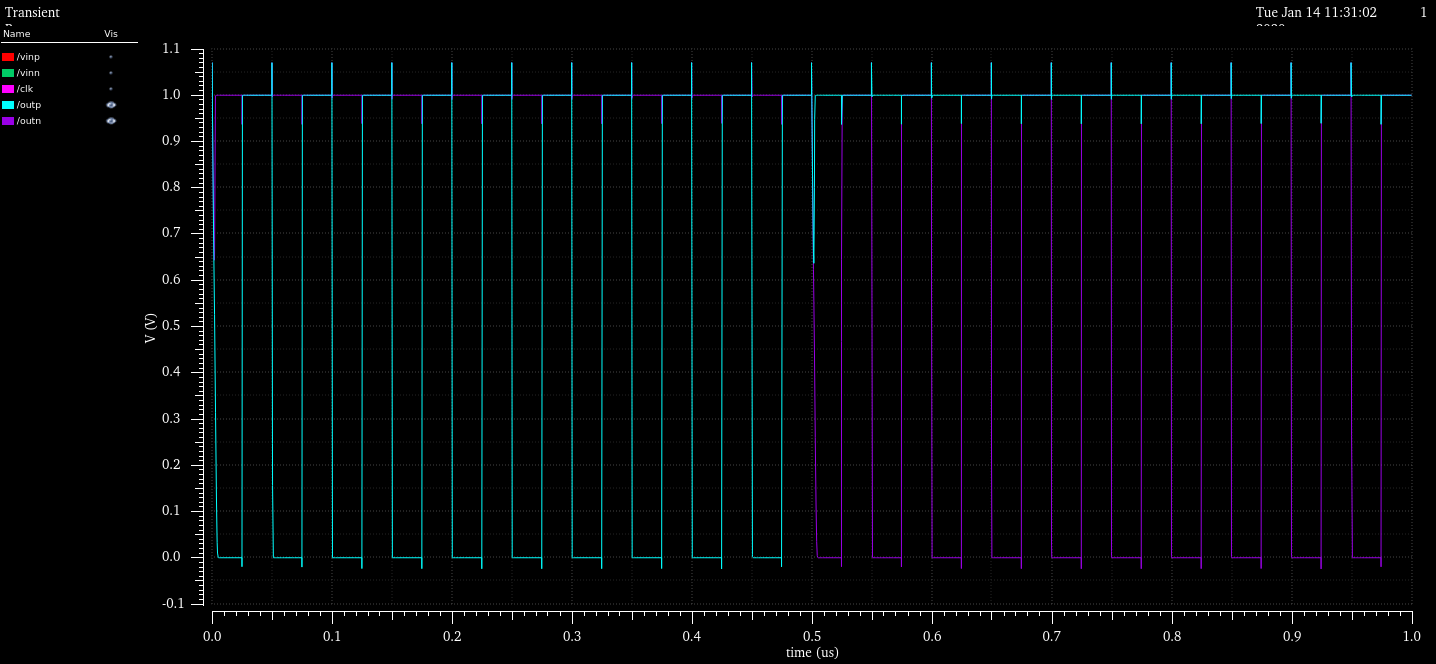 Transient
Tue Jan 14 11:31:02 1
Name Vis
/vinp
/vinn
/clk
/outp
/outn
1.1
1.0
0.9
0.8
0.7
0.6
0.5
0.4
0.3
0.2
0.1
0.0
-0.1
V (V)
0.0 0.1 0.2 0.3 0.4 0.5 0.6 0.7 0.8 0.9 1.0
time (us)